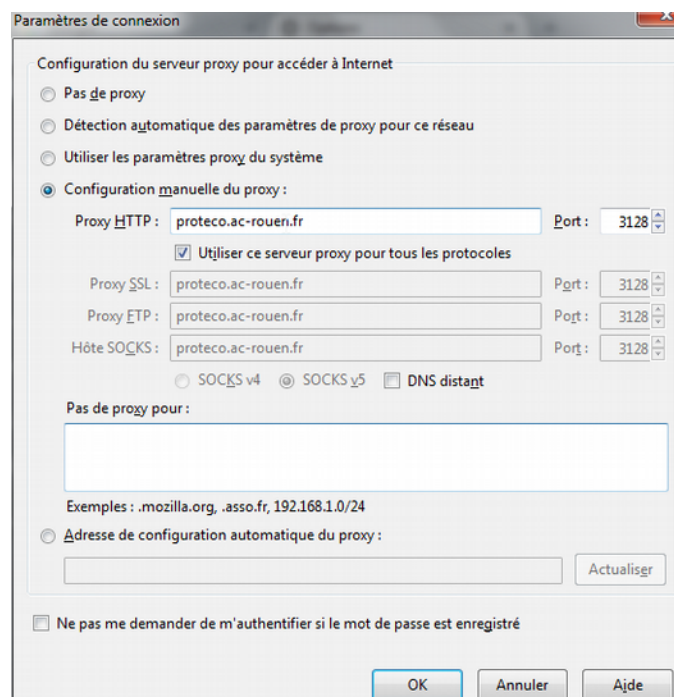 Paramètres de connexion
Configuration du serveur proxy pour accéder à Internet
Pas de proxy
Détection automatique des paramètres de proxy pour ce réseau
Utiliser les paramètres proxy du système
Configuration manuelle du proxy :
Proxy HTTP : proteco.ac-rouen.fr Port : 3128
Utiliser ce serveur proxy pour tous les protocoles
Proxy SSL : proteco.ac-rouen.fr Port : 3128
Proxy FTP : proteco.ac-rouen.fr Port : 3128
Hôte SOCKS : proteco.ac-rouen.fr Port : 3128
SOCKS v4 SOCKS v5 DNS distant
Pas de proxy pour :
Exemples : .mozilla.org, .asso.fr, 192.168.1.0/24
Adresse de configuration automatique du proxy :
Actualiser
Ne pas me demander de m'authentifier si le mot de passe est enregistré
OK Annuler Aide